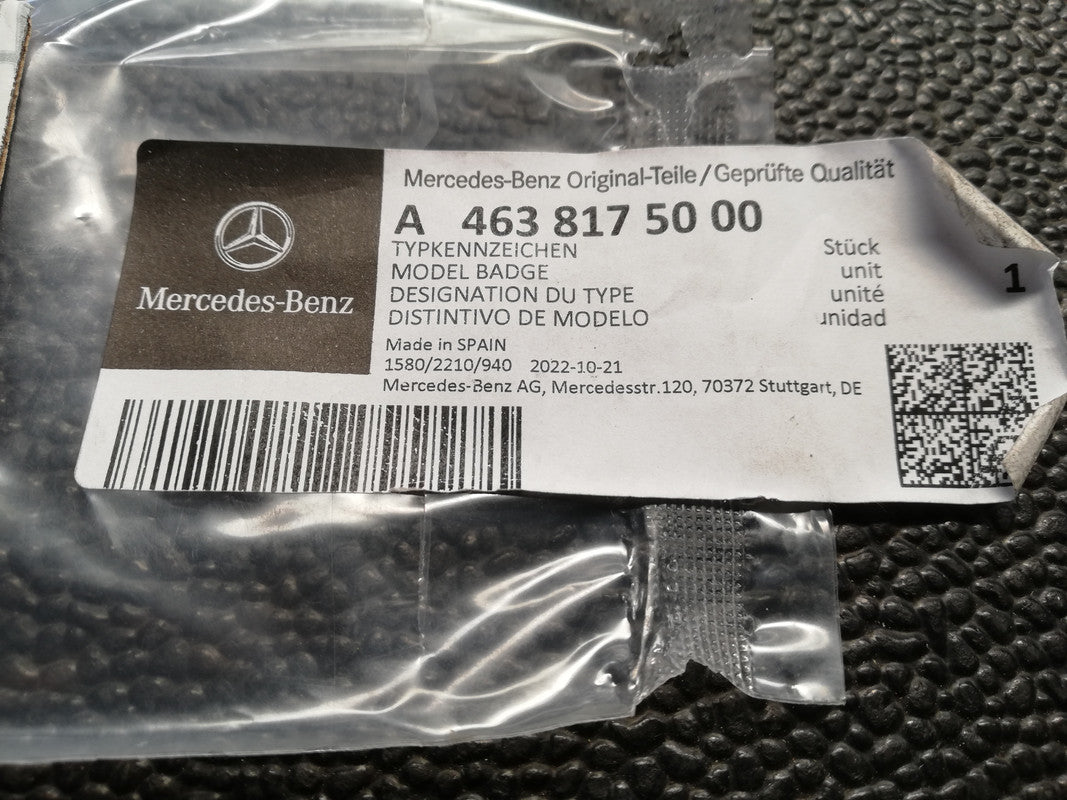 Mercedes-Benz
Mercedes-Benz Original-Teile/Geprüfte Qualität
A 463 817 50 00
TYPKENNZEICHEN Stück
MODEL BADGE unit
DESIGNATION DU TYPE unité
DISTINTIVO DE MODELO unidad
1
Made in SPAIN
1580/2210/940 2022-10-21
Mercedes-Benz AG, Mercedesstr.120, 70372 Stuttgart, DE